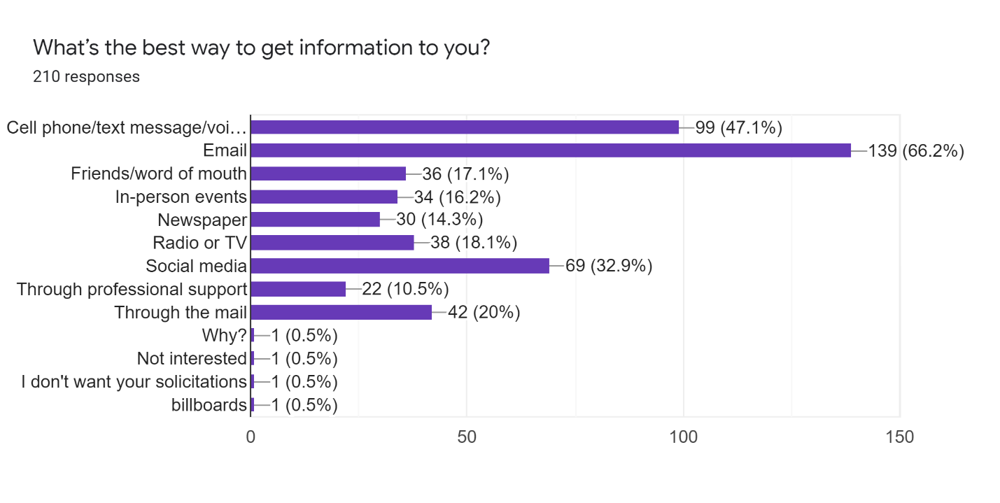 What’s the best way to get information to you?
210 responses
Cell phone/text message/voi… 99 (47.1%)
Email 139 (66.2%)
Friends/word of mouth 36 (17.1%)
In-person events 34 (16.2%)
Newspaper 30 (14.3%)
Radio or TV 38 (18.1%)
Social media 69 (32.9%)
Through professional support 22 (10.5%)
Through the mail 42 (20%)
Why? 1 (0.5%)
Not interested 1 (0.5%)
I don't want your solicitations 1 (0.5%)
billboards 1 (0.5%)
0 50 100 150